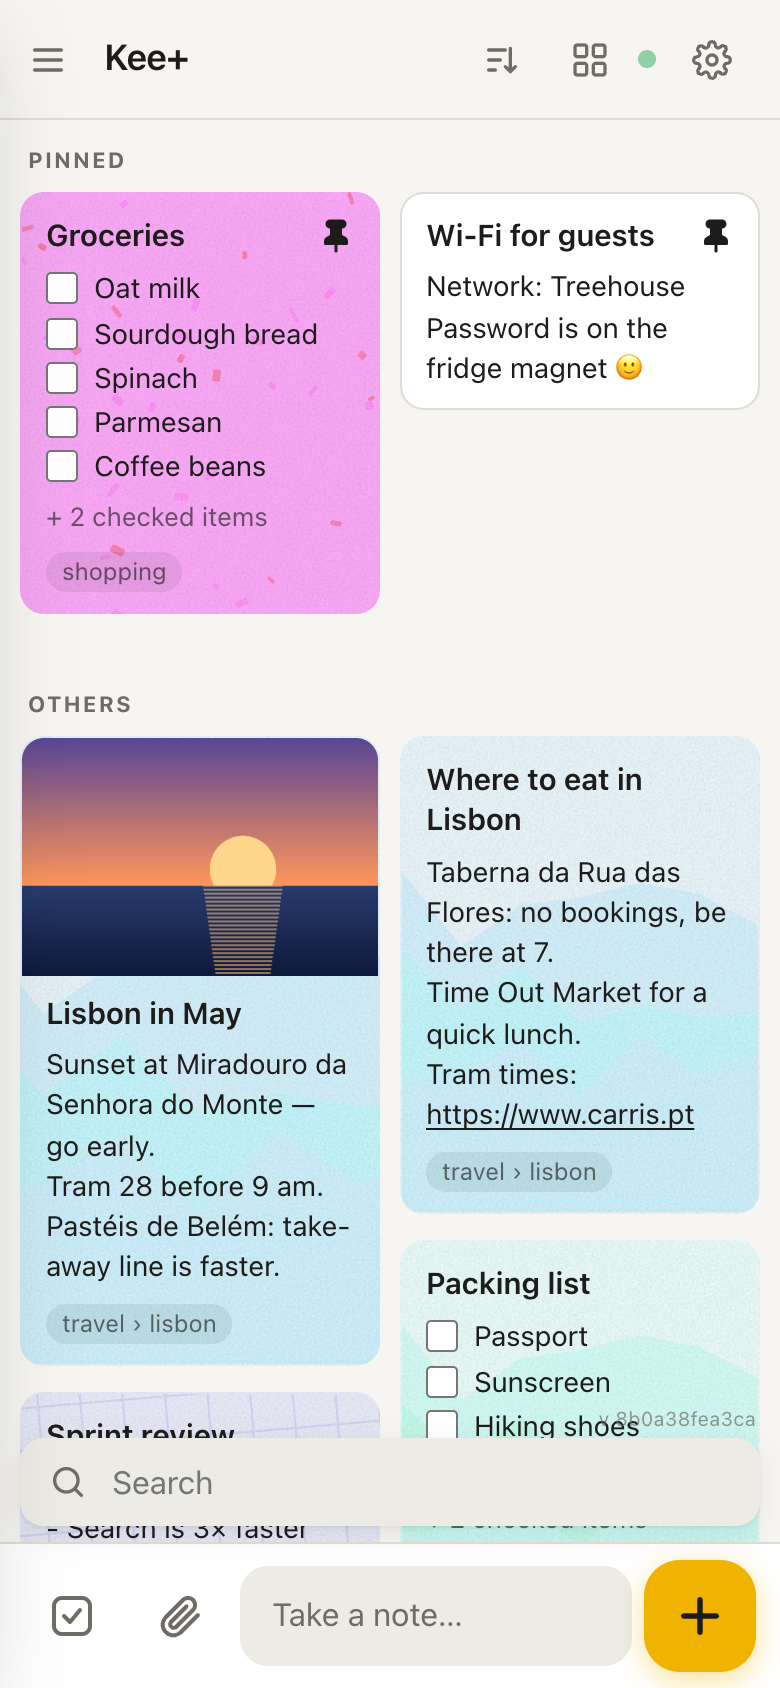 Kee+
PINNED
Groceries
Oat milk
Sourdough bread
Spinach
Parmesan
Coffee beans
+ 2 checked items
shopping
Wi-Fi for guests
Network: Treehouse
Password is on the
fridge magnet 🙂
OTHERS
Lisbon in May
Sunset at Miradouro da
Senhora do Monte —
go early.
Tram 28 before 9 am.
Pastéis de Belém: take-
away line is faster.
travel › lisbon
Where to eat in
Lisbon
Taberna da Rua das
Flores: no bookings, be
there at 7.
Time Out Market for a
quick lunch.
Tram times:
https://www.carris.pt
travel › lisbon
Packing list
Passport
Sunscreen
Hiking shoes
v 8b0a38fea3ca
Sprint review
Search
- Search is 3× faster
+ 2 checked items
Take a note...